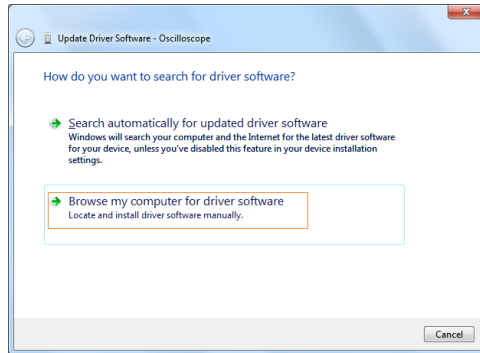 Update Driver Software - Oscilloscope
How do you want to search for driver software?
Search automatically for updated driver software
Windows will search your computer and the Internet for the latest driver software
for your device, unless you've disabled this feature in your device installation
settings.
Browse my computer for driver software
Locate and install driver software manually.
Cancel